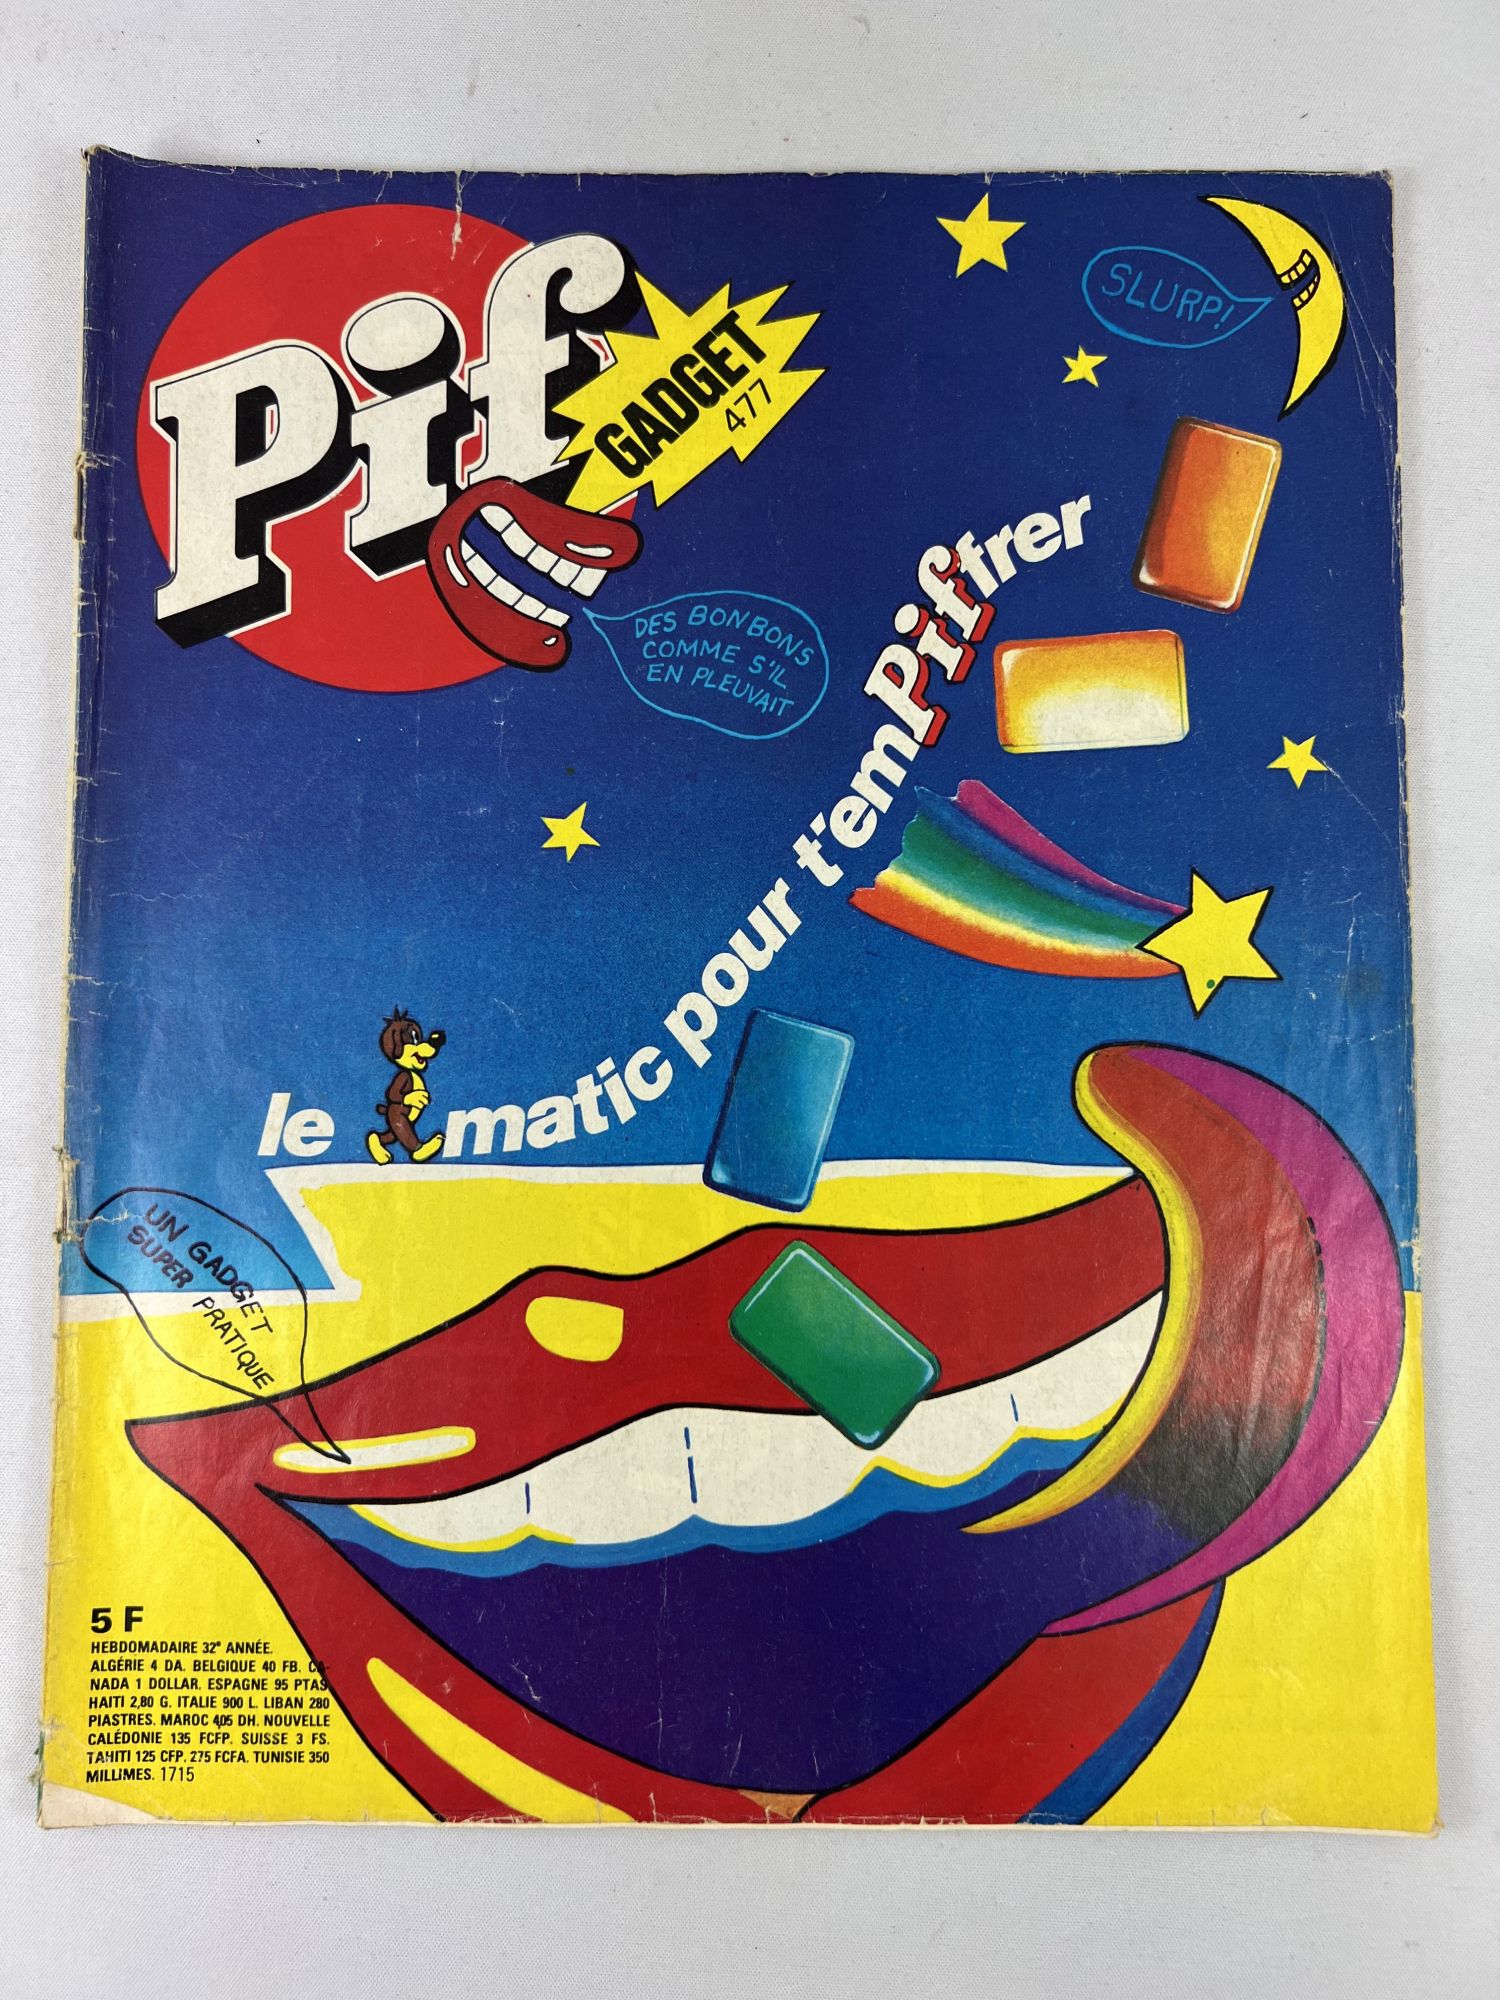 Pif
GADGET
477
SLURP!
DES BONBONS
COMME S'IL
EN PLEUVAIT
le matic pour t'emPiffrer
UN GADGET
SUPER PRATIQUE
5 F
HEBDOMADAIRE 32e ANNÉE.
ALGÉRIE 4 DA. BELGIQUE 40 FB. CA-
NADA 1 DOLLAR. ESPAGNE 95 PTAS
HAITI 2,80 G. ITALIE 900 L. LIBAN 280
PIASTRES. MAROC 4,05 DH. NOUVELLE
CALÉDONIE 135 FCFP. SUISSE 3 FS.
TAHITI 125 CFP. 275 FCFA. TUNISIE 350
MILLIMES. 1715